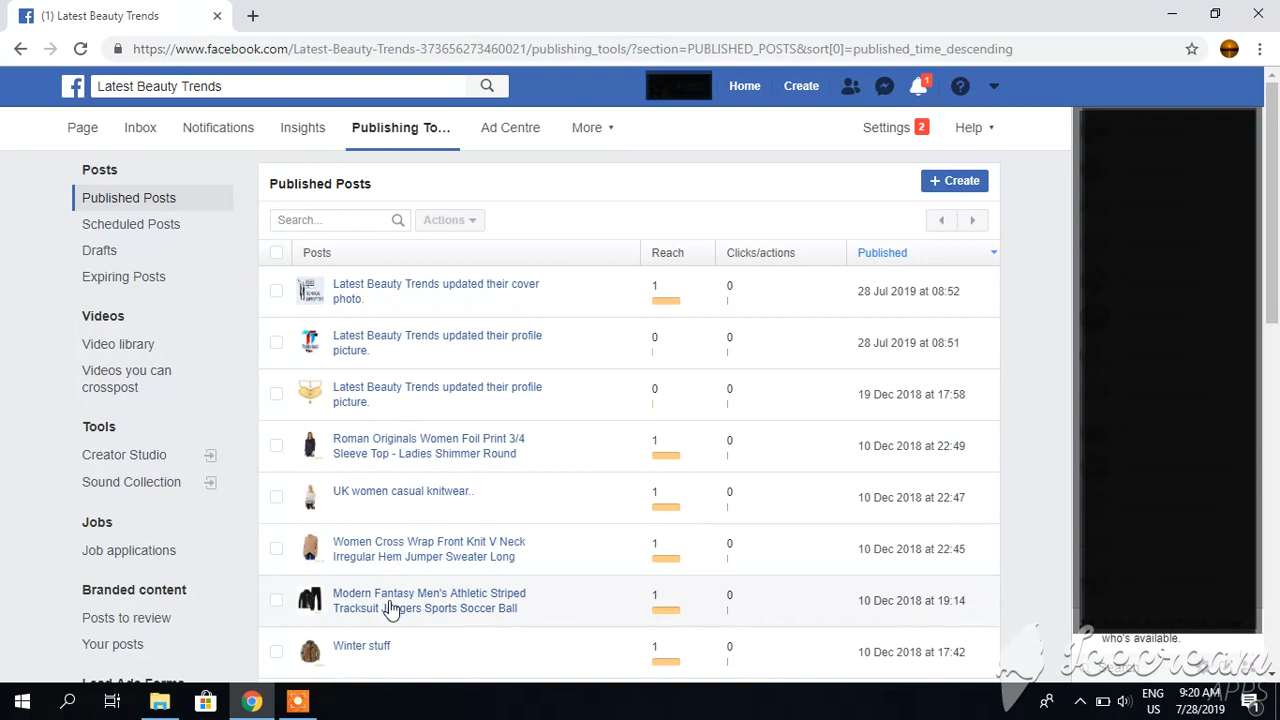 (1) Latest Beauty Trends
https://www.facebook.com/Latest-Beauty-Trends-373656273460021/publishing_tools/?section=PUBLISHED_POSTS&sort[0]=published_time_descending
Latest Beauty Trends
Home
Create
1
Page
Inbox
Notifications
Insights
Publishing To...
Ad Centre
More
Settings 2
Help
Posts
Published Posts
Scheduled Posts
Drafts
Expiring Posts
Videos
Video library
Videos you can
crosspost
Tools
Creator Studio
Sound Collection
Jobs
Job applications
Branded content
Posts to review
Your posts
Lead Ads Forms
Published Posts
+ Create
Search...
Actions
Posts
Reach
Clicks/actions
Published
Latest Beauty Trends updated their cover
photo.
1
0
28 Jul 2019 at 08:52
Latest Beauty Trends updated their profile
picture.
0
0
28 Jul 2019 at 08:51
Latest Beauty Trends updated their profile
picture.
0
0
19 Dec 2018 at 17:58
Roman Originals Women Foil Print 3/4
Sleeve Top - Ladies Shimmer Round
1
0
10 Dec 2018 at 22:49
UK women casual knitwear..
1
0
10 Dec 2018 at 22:47
Women Cross Wrap Front Knit V Neck
Irregular Hem Jumper Sweater Long
1
0
10 Dec 2018 at 22:45
Modern Fantasy Men's Athletic Striped
Tracksuit Joggers Sports Soccer Ball
1
0
10 Dec 2018 at 19:14
Winter stuff
1
0
10 Dec 2018 at 17:42
who's available.
Icecream
APPS
ENG
US
9:20 AM
7/28/2019